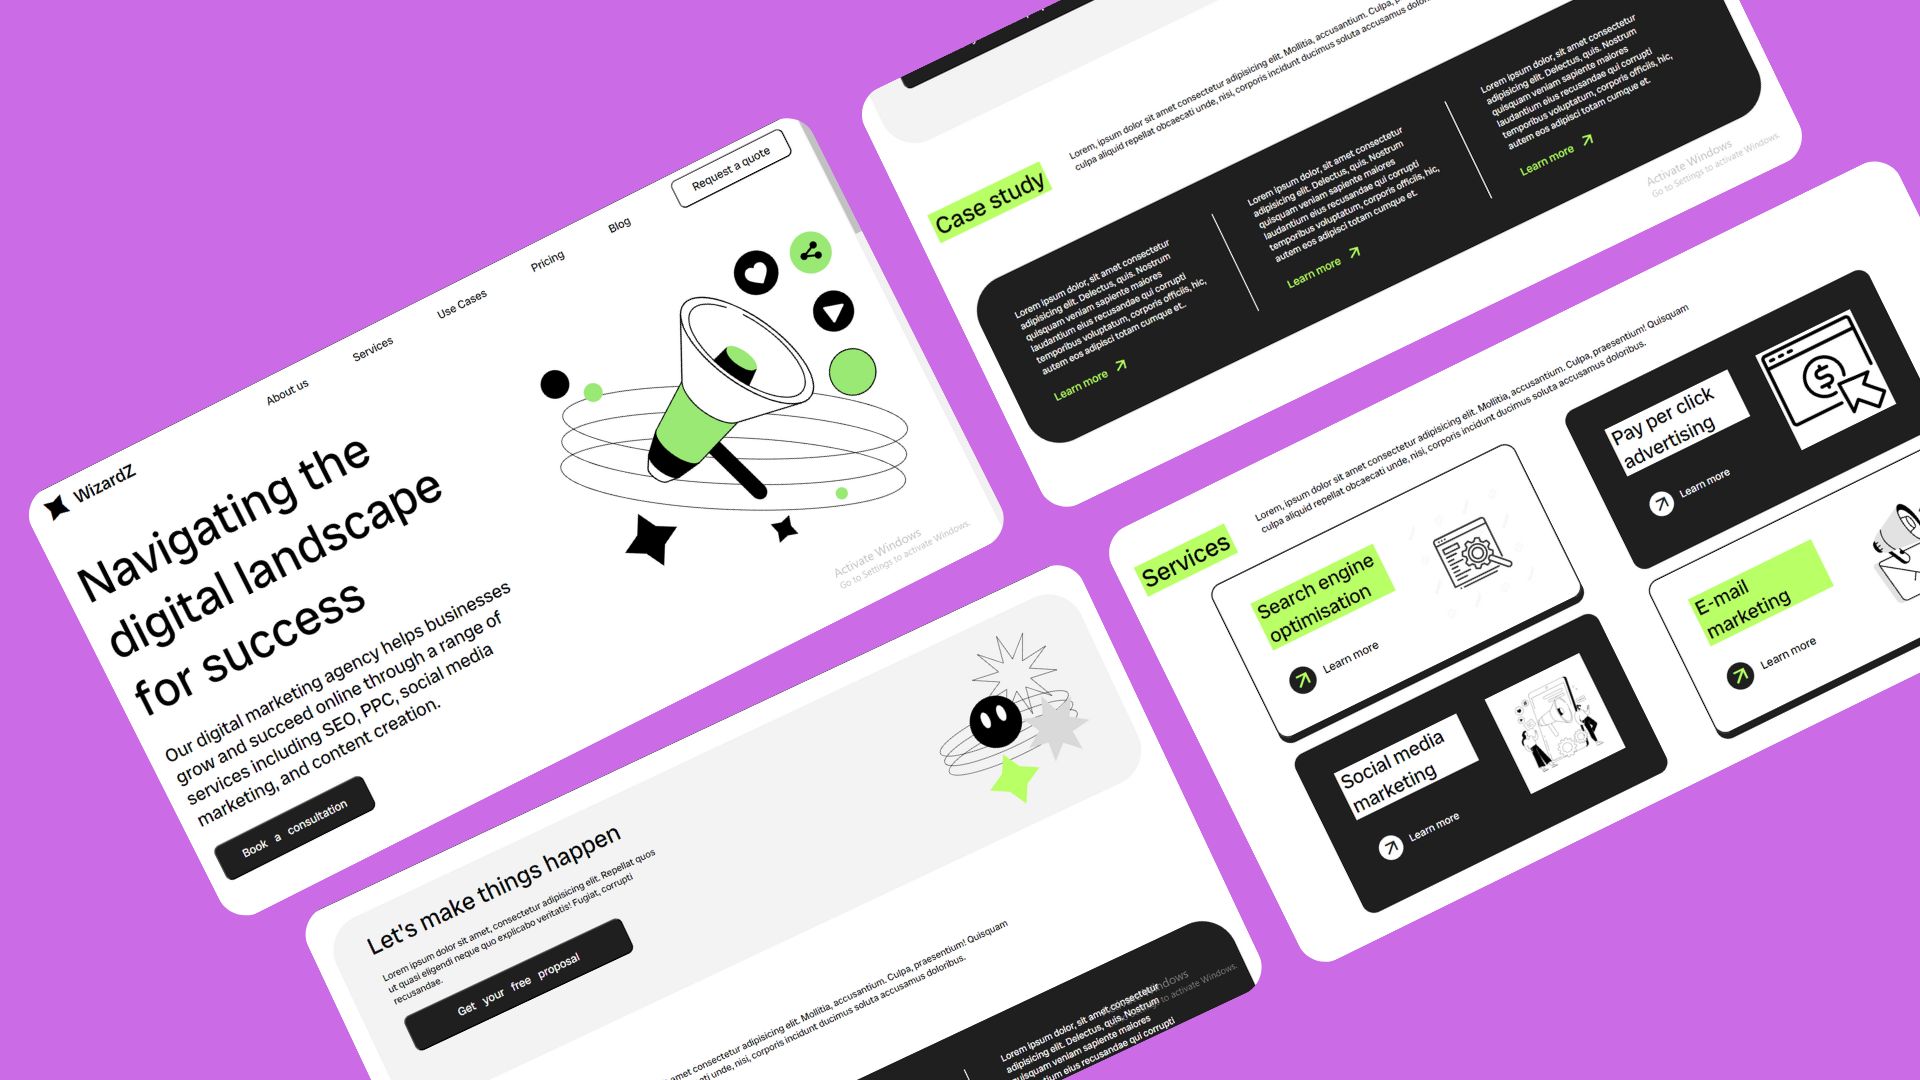 WizardZ
About us
Services
Use Cases
Pricing
Blog
Request a quote
Navigating the
digital landscape
for success
Our digital marketing agency helps businesses
grow and succeed online through a range of
services including SEO, PPC, social media
marketing, and content creation.
Book a consultation
Activate Windows
Go to Settings to activate Windows.
Case study
Lorem, ipsum dolor sit amet consectetur adipisicing elit. Mollitia, accusantium. Culpa,
culpa aliquid repellat obcaecati unde, nisi, corporis incidunt ducimus soluta accusamus
Lorem ipsum dolor, sit amet consectetur
adipisicing elit. Delectus, quis. Nostrum
quisquam veniam sapiente maiores
laudantium eius recusandae qui corrupti
temporibus voluptatum, corporis officiis, hic,
autem eos adipisci totam cumque et..
Learn more
Lorem ipsum dolor, sit amet consectetur
adipisicing elit. Delectus, quis. Nostrum
quisquam veniam sapiente maiores
laudantium eius recusandae qui corrupti
temporibus voluptatum, corporis officiis, hic,
autem eos adipisci totam cumque et.
Learn more
Lorem ipsum dolor, sit amet consectetur
adipisicing elit. Delectus, quis. Nostrum
quisquam veniam sapiente maiores
laudantium eius recusandae qui corrupti
temporibus voluptatum, corporis officiis, hic,
autem eos adipisci totam cumque et.
Learn more
Activate Windows
Go to Settings to activate Windows.
Let's make things happen
Lorem ipsum dolor sit amet, consectetur adipisicing elit. Repellat quos
ut quasi eligendi neque quo explicabo veritatis! Fugiat, corrupti
recusandae.
Get your free proposal
amet consectetur adipisicing elit. Mollitia, accusantium. Culpa, praesentium! Quisquam
unde, nisi, corporis incidunt ducimus soluta accusamus doloribus.
Lorem ipsum dolor, sit amet consectetur
adipisicing elit. Delectus, quis. Nostrum
quisquam veniam sapiente maiores
eius recusandae qui corrupti
to activate Windows.
Services
Lorem, ipsum dolor sit amet consectetur adipisicing elit. Mollitia, accusantium. Culpa, praesentium! Quisquam
culpa aliquid repellat obcaecati unde, nisi, corporis incidunt ducimus soluta accusamus doloribus.
Search engine
optimisation
Learn more
Pay per click
advertising
Learn more
Social media
marketing
Learn more
E-mail
marketing
Learn more